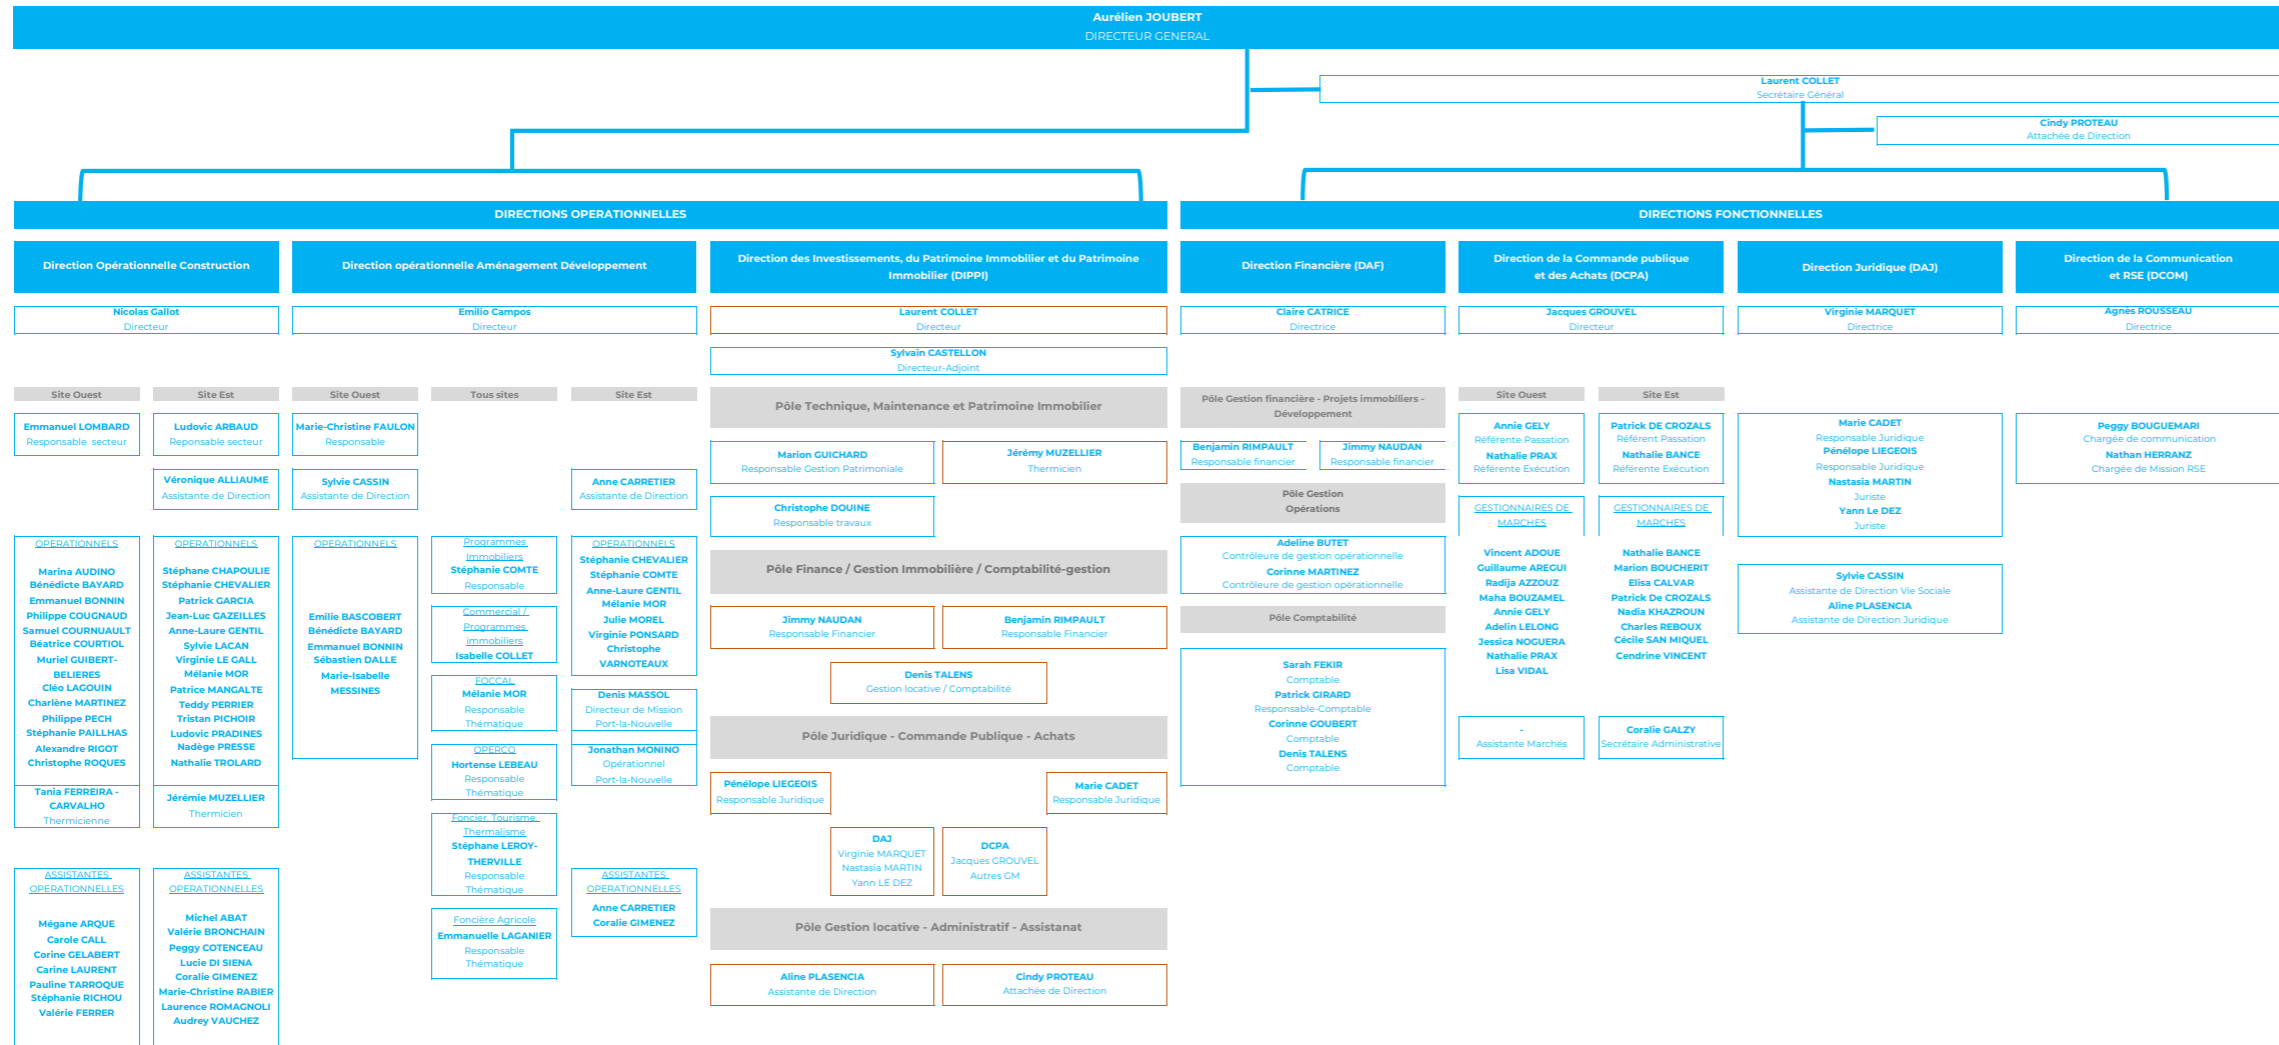 Aurélien JOUBERT
DIRECTEUR GENERAL
Laurent COLLET
Secrétaire Général
Cindy PROTEAU
Attachée de Direction
DIRECTIONS OPERATIONNELLES
DIRECTIONS FONCTIONNELLES
Direction Opérationnelle Construction
Nicolas Gallot
Directeur
Site Ouest
Emmanuel LOMBARD
Responsable secteur
OPERATIONNELS
Marina AUDINO
Bénédicte BAYARD
Emmanuel BONNIN
Philippe COUGNAUD
Samuel COURNUAULT
Béatrice COURTIOL
Muriel GUIBERT-
BELIERES
Cléo LAGOUIN
Charlène MARTINEZ
Philippe PECH
Stéphanie PAILLHAS
Alexandre RIGOT
Christophe ROQUES
Tania FERREIRA -
CARVALHO
Thermicienne
ASSISTANTES
OPERATIONNELLES
Mégane ARQUE
Carole CALL
Corine GELABERT
Carine LAURENT
Pauline TARROQUE
Stéphanie RICHOU
Valérie FERRER
Site Est
Ludovic ARBAUD
Reponsable secteur
Véronique ALLIAUME
Assistante de Direction
OPERATIONNELS
Stéphane CHAPOULIE
Stéphanie CHEVALIER
Patrick GARCIA
Jean-Luc GAZEILLES
Anne-Laure GENTIL
Sylvie LACAN
Virginie LE GALL
Mélanie MOR
Patrice MANGALTE
Teddy PERRIER
Tristan PICHOIR
Ludovic PRADINES
Nadège PRESSE
Nathalie TROLARD
Jérémie MUZELLIER
Thermicien
ASSISTANTES
OPERATIONNELLES
Michel ABAT
Valérie BRONCHAIN
Peggy COTENCEAU
Lucie DI SIENA
Coralie GIMENEZ
Marie-Christine RABIER
Laurence ROMAGNOLI
Audrey VAUCHEZ
Direction opérationnelle Aménagement Développement
Emilio Campos
Directeur
Site Ouest
Marie-Christine FAULON
Responsable
Sylvie CASSIN
Assistante de Direction
OPERATIONNELS
Emilie BASCOBERT
Bénédicte BAYARD
Emmanuel BONNIN
Sébastien DALLE
Marie-Isabelle
MESSINES
Tous sites
Programmes
Immobiliers
Stéphanie COMTE
Responsable
Commercial /
Programmes
immobiliers
Isabelle COLLET
FOCCAL
Mélanie MOR
Responsable
Thématique
OPERCO
Hortense LEBEAU
Responsable
Thématique
Foncier, Tourisme,
Thermalisme
Stéphane LEROY-
THERVILLE
Responsable
Thématique
Foncière Agricole
Emmanuelle LAGANIER
Responsable
Thématique
Site Est
Anne CARRETIER
Assistante de Direction
OPERATIONNELS
Stéphanie CHEVALIER
Stéphanie COMTE
Anne-Laure GENTIL
Mélanie MOR
Julie MOREL
Virginie PONSARD
Christophe
VARNOTEAUX
Denis MASSOL
Directeur de Mission
Port-la-Nouvelle
Jonathan MONINO
Opérationnel
Port-la-Nouvelle
ASSISTANTES
OPERATIONNELLES
Anne CARRETIER
Coralie GIMENEZ
Direction des Investissements, du Patrimoine Immobilier et du Patrimoine
Immobilier (DIPPI)
Laurent COLLET
Directeur
Sylvain CASTELLON
Directeur-Adjoint
Pôle Technique, Maintenance et Patrimoine Immobilier
Marion GUICHARD
Responsable Gestion Patrimoniale
Jérémy MUZELLIER
Thermicien
Christophe DOUINE
Responsable travaux
Pôle Finance / Gestion Immobilière / Comptabilité-gestion
Jimmy NAUDAN
Responsable Financier
Benjamin RIMPAULT
Responsable Financier
Denis TALENS
Gestion locative / Comptabilité
Pôle Juridique - Commande Publique - Achats
Pénélope LIEGEOIS
Responsable Juridique
Marie CADET
Responsable Juridique
DAJ
Virginie MARQUET
Nastasia MARTIN
Yann LE DEZ
DCPA
Jacques GROUVEL
Autres GM
Pôle Gestion locative - Administratif - Assistanat
Aline PLASENCIA
Assistante de Direction
Cindy PROTEAU
Attachée de Direction
Direction Financière (DAF)
Claire CATRICE
Directrice
Pôle Gestion financière - Projets immobiliers -
Développement
Benjamin RIMPAULT
Responsable financier
Jimmy NAUDAN
Responsable financier
Pôle Gestion
Opérations
Adeline BUTET
Contrôleure de gestion opérationnelle
Corinne MARTINEZ
Contrôleure de gestion opérationnelle
Pôle Comptabilité
Sarah FEKIR
Comptable
Patrick GIRARD
Responsable-Comptable
Corinne GOUBERT
Comptable
Denis TALENS
Comptable
Direction de la Commande publique
et des Achats (DCPA)
Jacques GROUVEL
Directeur
Site Ouest
Annie GELY
Référente Passation
Nathalie PRAX
Référente Exécution
GESTIONNAIRES DE
MARCHES
Vincent ADOUE
Guillaume AREGUI
Radija AZZOUZ
Maha BOUZAMEL
Annie GELY
Adelin LELONG
Jessica NOGUERA
Nathalie PRAX
Lisa VIDAL
-
Assistante Marchés
Site Est
Patrick DE CROZALS
Référent Passation
Nathalie BANCE
Référente Exécution
GESTIONNAIRES DE
MARCHES
Nathalie BANCE
Marion BOUCHERIT
Elisa CALVAR
Patrick De CROZALS
Nadia KHAZROUN
Charles REBOUX
Cécile SAN MIQUEL
Cendrine VINCENT
Coralie GALZY
Secrétaire Administrative
Direction Juridique (DAJ)
Virginie MARQUET
Directrice
Marie CADET
Responsable Juridique
Pénélope LIEGEOIS
Responsable Juridique
Nastasia MARTIN
Juriste
Yann Le DEZ
Juriste
Sylvie CASSIN
Assistante de Direction Vie Sociale
Aline PLASENCIA
Assistante de Direction Juridique
Direction de la Communication
et RSE (DCOM)
Agnès ROUSSEAU
Directrice
Peggy BOUGUEMARI
Chargée de communication
Nathan HERRANZ
Chargée de Mission RSE